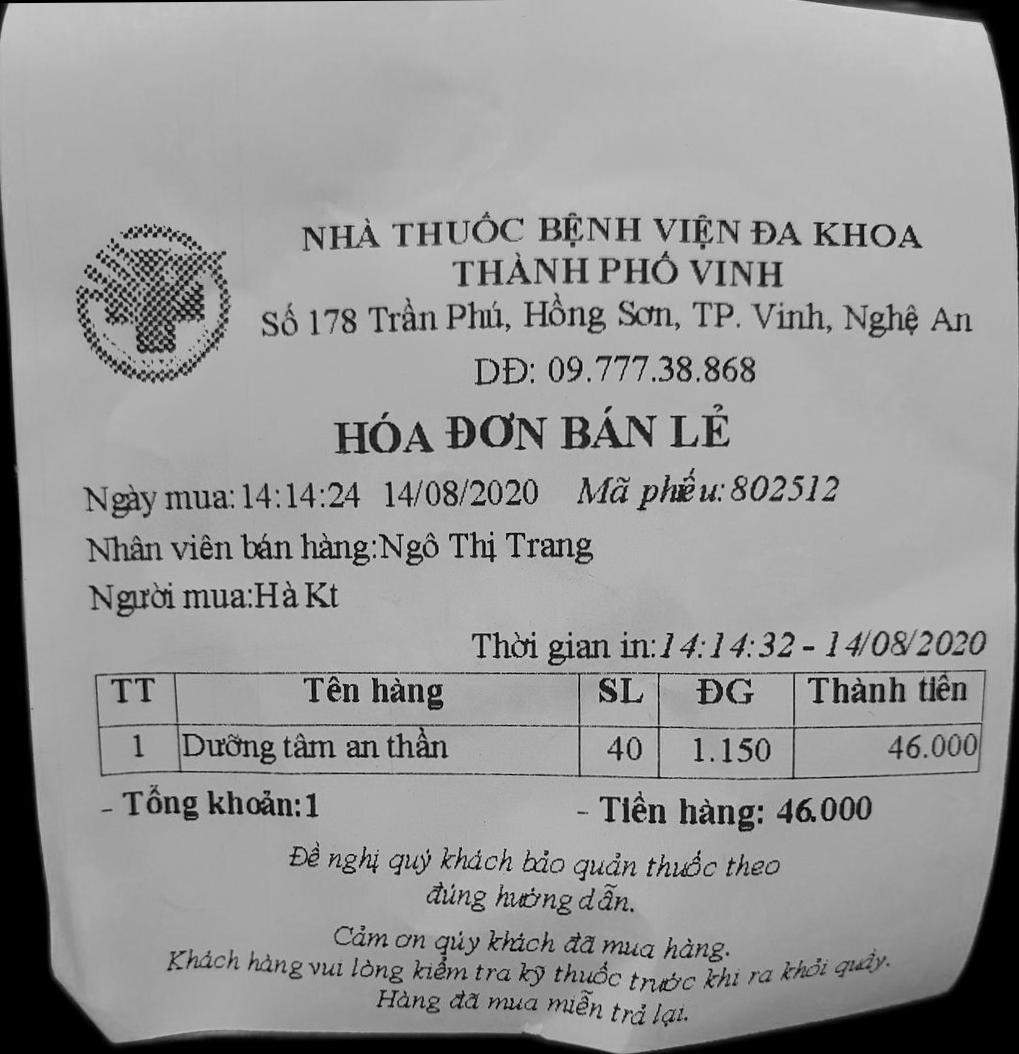 NHÀ THUỐC BỆNH VIỆN ĐA KHOA
THÀNH PHỐ VINH
Số 178 Trần Phú, Hồng Sơn, TP. Vinh, Nghệ An
DĐ: 09.777.38.868
HÓA ĐƠN BÁN LẺ
Ngày mua:14:14:24 14/08/2020 Mã phiếu:802512
Nhân viên bán hàng:Ngô Thị Trang
Người mua:Hà Kt
Thời gian in:14:14:32 - 14/08/2020
TT Tên hàng SL ĐG Thành tiền
1 Dưỡng tâm an thần 40 1.150 46.000
- Tổng khoản:1 - Tiền hàng: 46.000
Đề nghị quý khách bảo quản thuốc theo
đúng hướng dẫn.
Cảm ơn qúy khách đã mua hàng.
Khách hàng vui lòng kiểm tra kỹ thuốc trước khi ra khỏi quầy.
Hàng đã mua miễn trả lại.